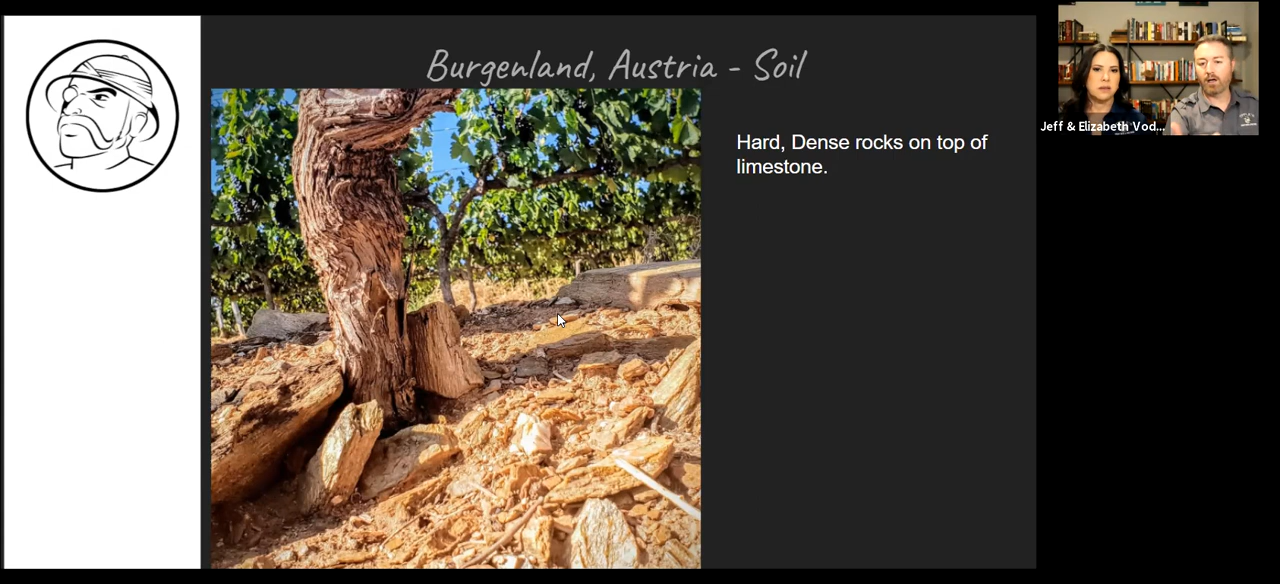 Burgenland, Austria - Soil
Hard, Dense rocks on top of
limestone.
Jeff & Elizabeth Vod...